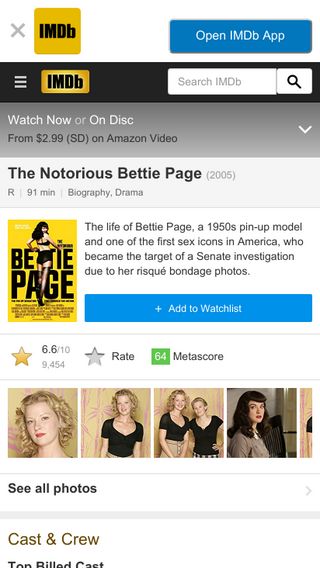 IMDb
Open IMDb App
IMDb
Search IMDb
Watch Now or On Disc
From $2.99 (SD) on Amazon Video
The Notorious Bettie Page (2005)
R | 91 min | Biography, Drama
THE NOTORIOUS
BETTIE
PAGE
The life of Bettie Page, a 1950s pin-up model
and one of the first sex icons in America, who
became the target of a Senate investigation
due to her risqué bondage photos.
+ Add to Watchlist
6.6/10
9,454
Rate
64 Metascore
See all photos
Cast & Crew
Top Billed Cast